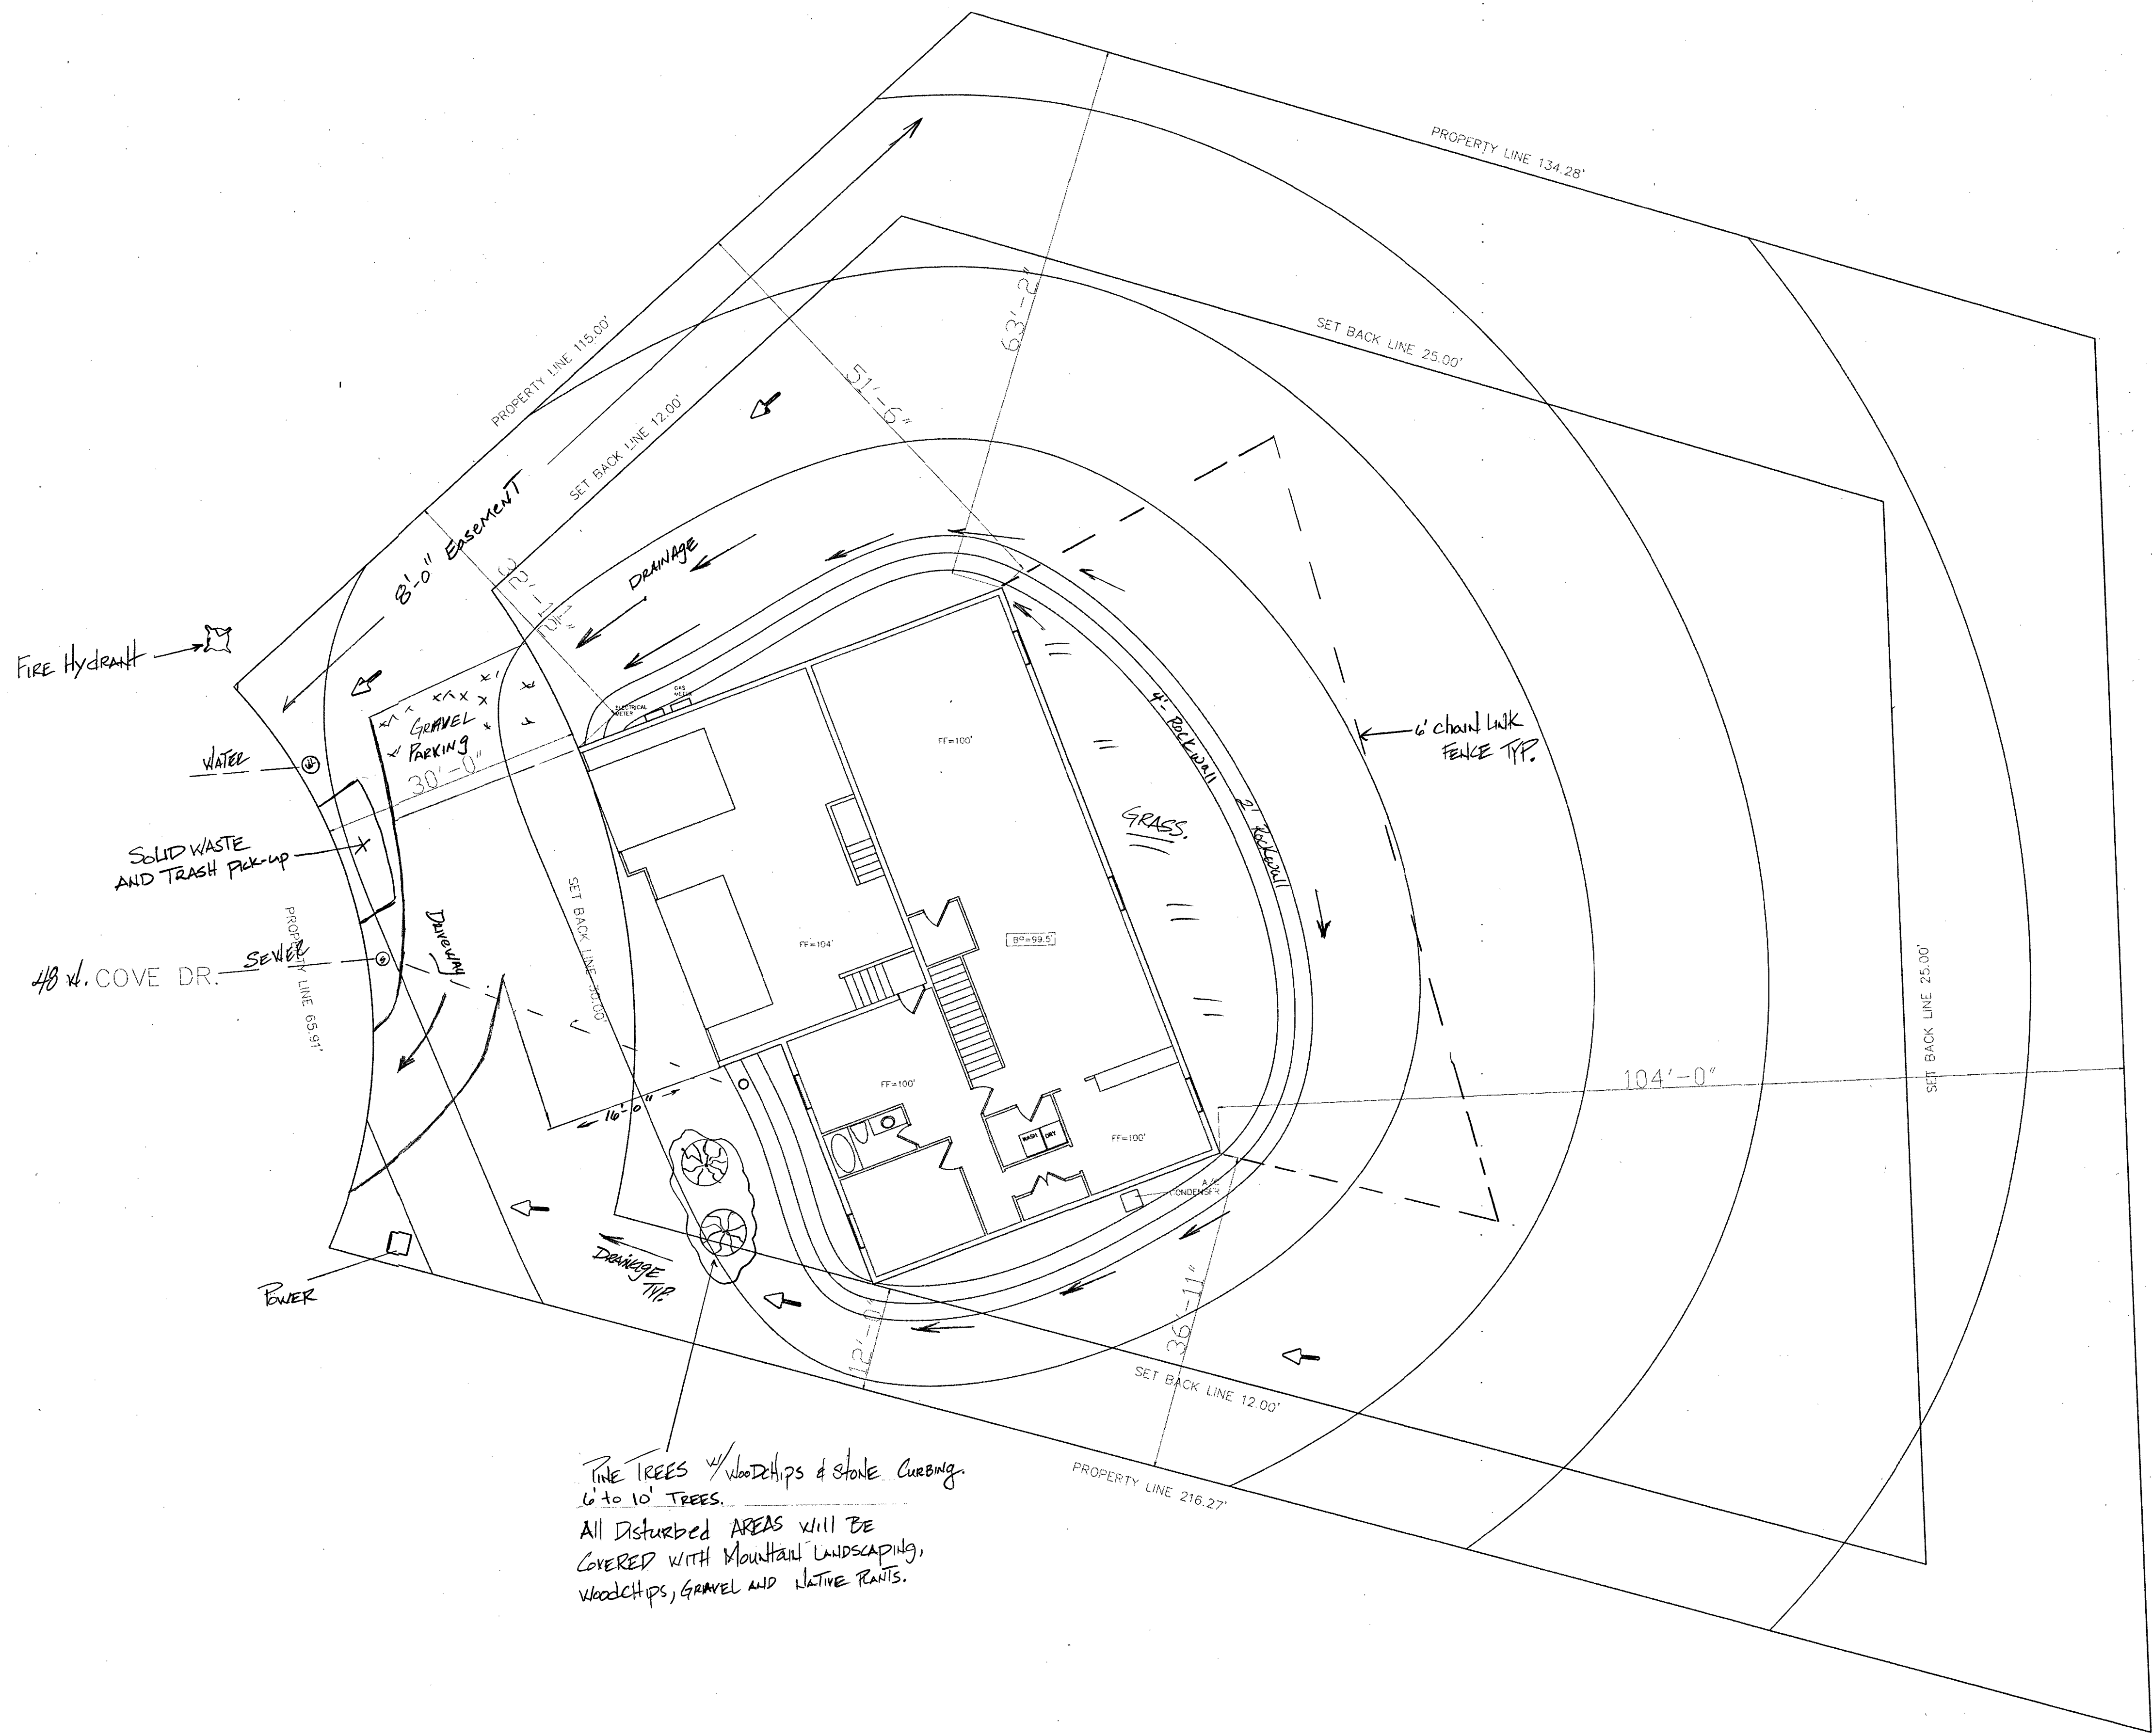 PROPERTY LINE 134.28'
SET BACK LINE 25.00'
63'-2"
51'-6"
PROPERTY LINE 115.00'
SET BACK LINE 12.00'
8'-0" EASEMENT
DRAINAGE
FIRE HYDRANT
GRAVEL
PARKING
30'-0"
WATER
SOLID WASTE
AND TRASH PICK-UP
ELECTRICAL
METER
GAS
METER
4'- ROCKWALL
2' ROCKWALL
6' CHAIN LINK
FENCE TYP.
GRASS.
FF=100'
FF=104'
PROPERTY LINE 65.91'
SEWER
DRIVEWAY
SET BACK LINE 30.00'
COVE DR.
16'-0"
FF=100'
WASH
DRY
FF=100'
A/C
CONDENSER
104'-0"
SET BACK LINE 25.00'
POWER
DRAINAGE
TYP.
12'-0"
36'-11"
SET BACK LINE 12.00'
PROPERTY LINE 216.27'
PINE TREES W/ WOODCHIPS & STONE CURBING.
6' to 10' TREES.
All Disturbed AREAS Will BE
COVERED WITH MOUNTAIN LANDSCAPING,
WOODCHIPS, GRAVEL AND NATIVE PLANTS.